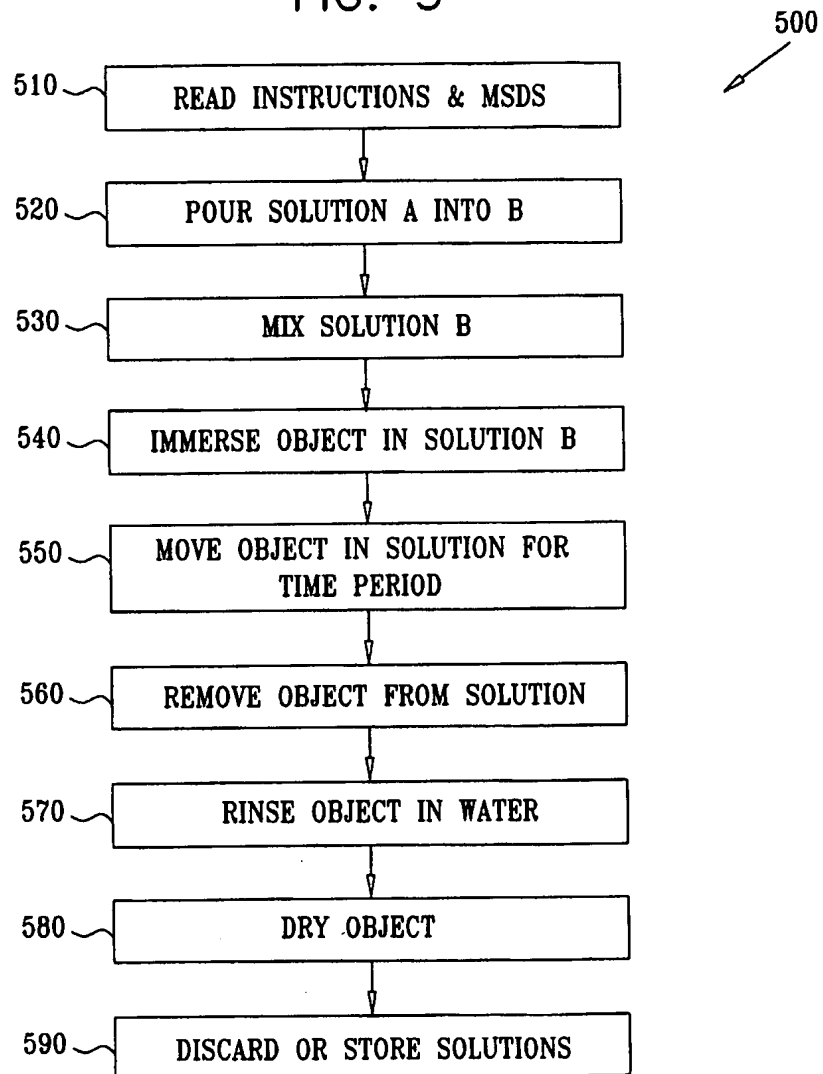 FIG. 5
500
510 READ INSTRUCTIONS & MSDS
520 POUR SOLUTION A INTO B
530 MIX SOLUTION B
540 IMMERSE OBJECT IN SOLUTION B
550 MOVE OBJECT IN SOLUTION FOR
TIME PERIOD
560 REMOVE OBJECT FROM SOLUTION
570 RINSE OBJECT IN WATER
580 DRY OBJECT
590 DISCARD OR STORE SOLUTIONS